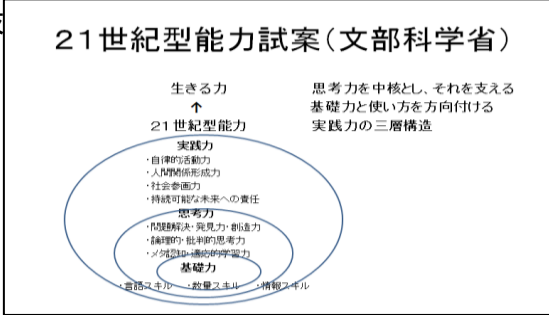 21世紀型能力試案(文部科学省)
生きる力
↑
21世紀型能力
思考力を中核とし、それを支える
基礎力と使い方を方向付ける
実践力の三層構造
実践力
・自律的活動力
・人間関係形成力
・社会参画力
・持続可能な未来への責任
思考力
・問題解決・発見力・創造力
・論理的・批判的思考力
・メタ認知・適応的学習力
基礎力
・言語スキル ・数量スキル ・情報スキル